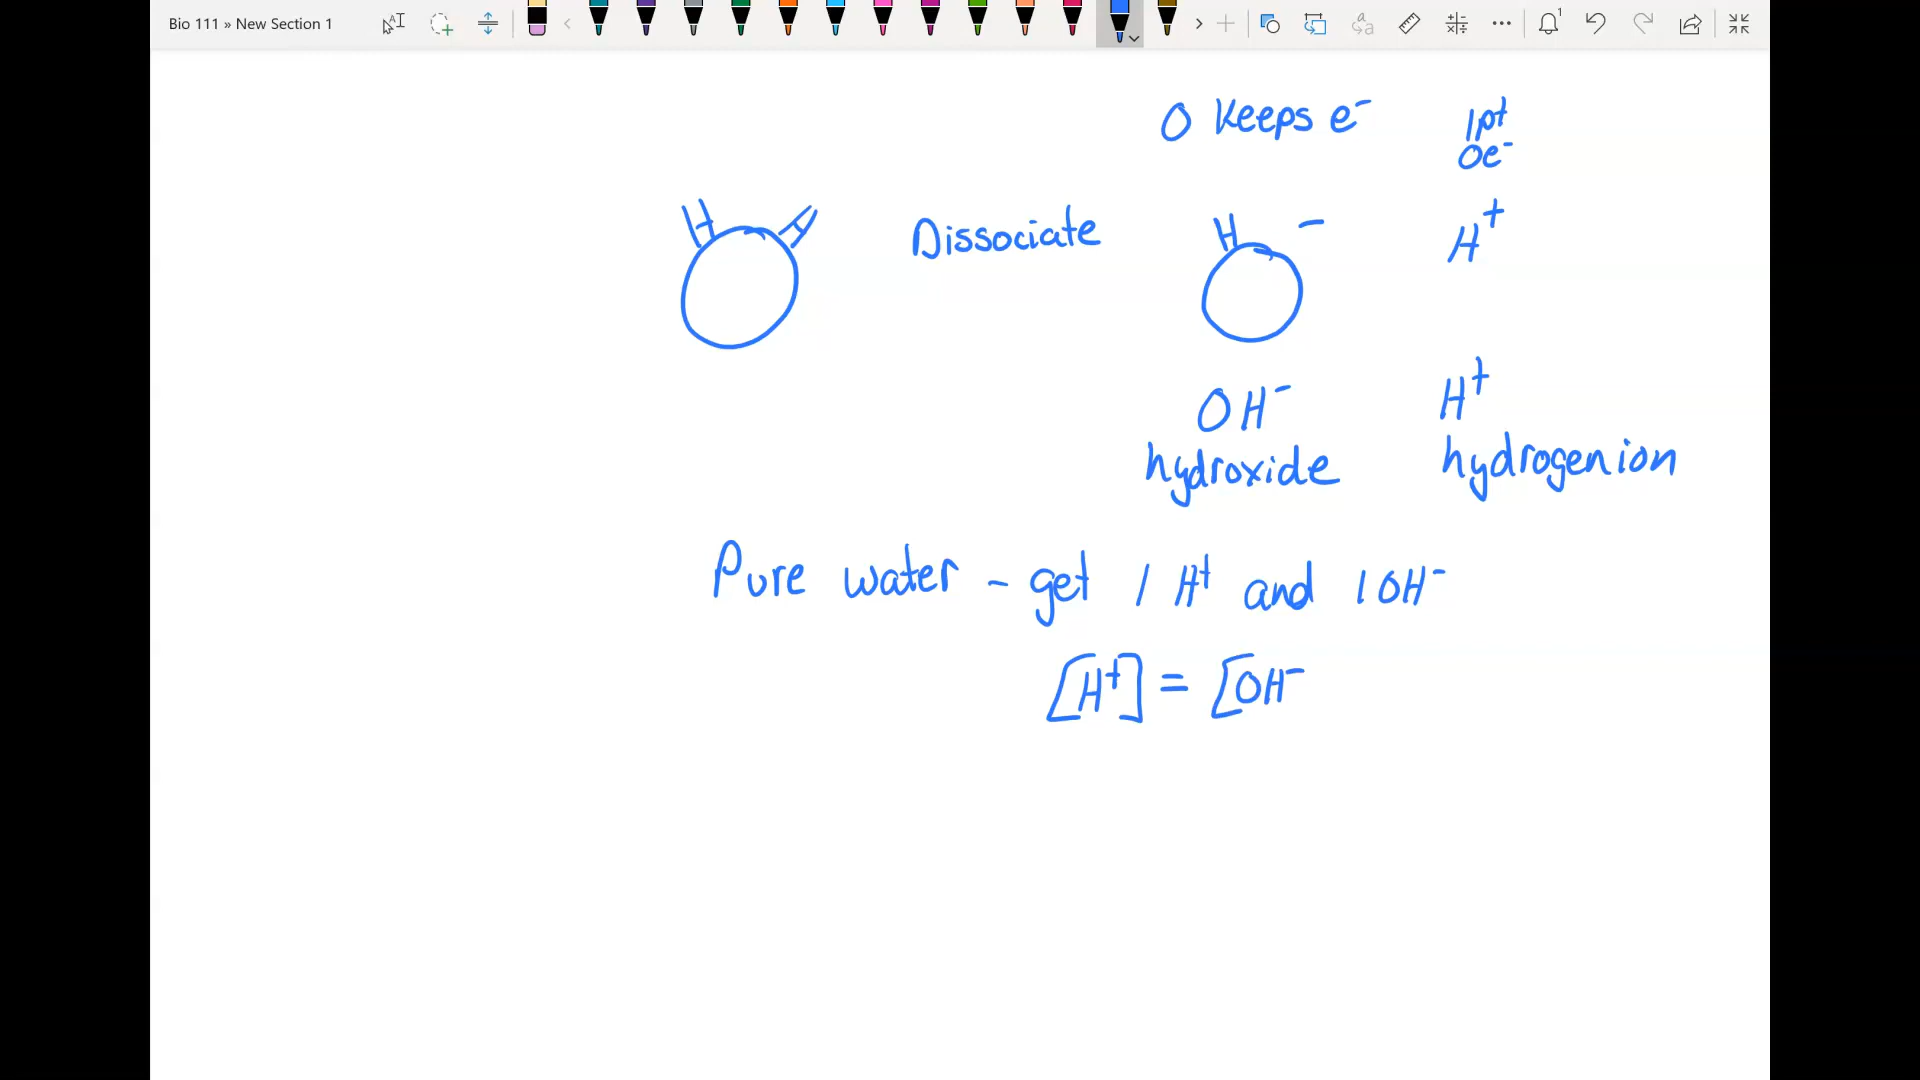 Bio 111 » New Section 1
O keeps e⁻
1p⁺
0e⁻
H H
Dissociate
H ⁻
H⁺
OH⁻
H⁺
hydroxide
hydrogen ion
Pure water - get 1 H⁺ and 1 OH⁻
[H⁺] = [OH⁻